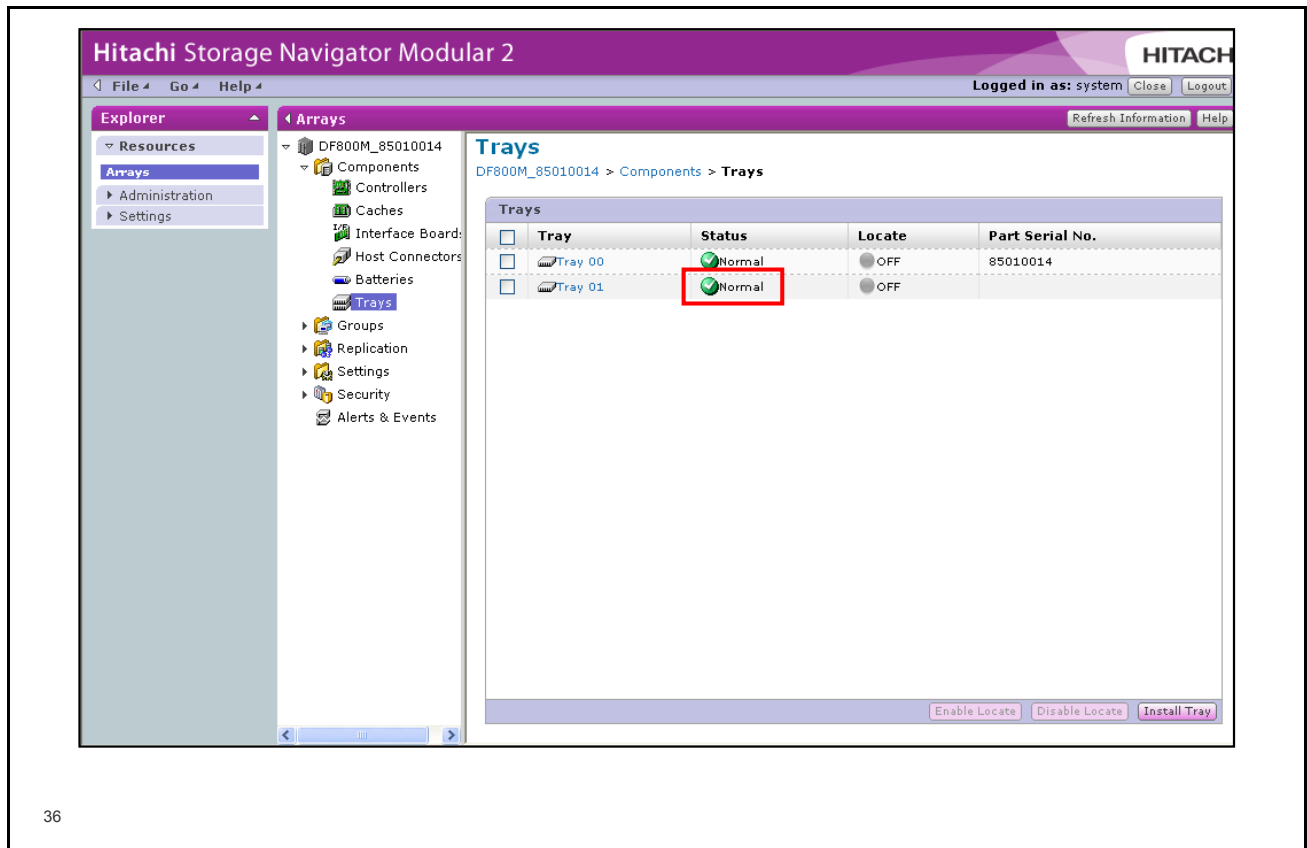 Hitachi Storage Navigator Modular 2
HITACH
File Go Help
Logged in as: system Close Logout
Explorer
Arrays
Refresh Information Help
Resources
Arrays
Administration
Settings
DF800M_85010014
Components
Controllers
Caches
Interface Board
Host Connectors
Batteries
Trays
Groups
Replication
Settings
Security
Alerts & Events
Trays
DF800M_85010014 > Components > Trays
Trays
Tray Status Locate Part Serial No.
Tray 00 Normal OFF 85010014
Tray 01 Normal OFF
Enable Locate Disable Locate Install Tray
36